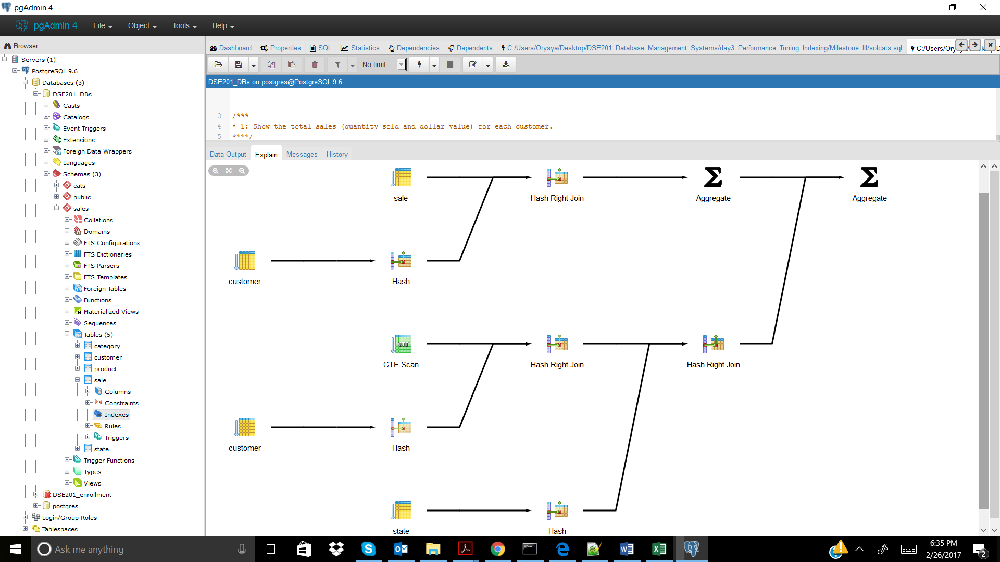 pgAdmin 4
pgAdmin 4 File Object Tools Help
Browser
Servers (1)
PostgreSQL 9.6
Databases (3)
DSE201_DBs
Casts
Catalogs
Event Triggers
Extensions
Foreign Data Wrappers
Languages
Schemas (3)
cats
public
sales
Collations
Domains
FTS Configurations
FTS Dictionaries
FTS Parsers
FTS Templates
Foreign Tables
Functions
Materialized Views
Sequences
Tables (5)
category
customer
product
sale
Columns
Constraints
Indexes
Rules
Triggers
state
Trigger Functions
Types
Views
DSE201_enrollment
postgres
Login/Group Roles
Tablespaces
Dashboard Properties SQL Statistics Dependencies Dependents C:/Users/Orysya/Desktop/DSE201_Database_Management_Systems/day3_Performance_Tuning_Indexing/Milestone_III/solcats.sql
No limit
DSE201_DBs on postgres@PostgreSQL 9.6
3 /***
4 * 1: Show the total sales (quantity sold and dollar value) for each customer.
5 ****/
Data Output Explain Messages History
sale Hash Right Join Aggregate Aggregate
customer Hash
CTE
CTE Scan Hash Right Join Hash Right Join
customer Hash
state Hash
Ask me anything
6:35 PM
2/26/2017
2